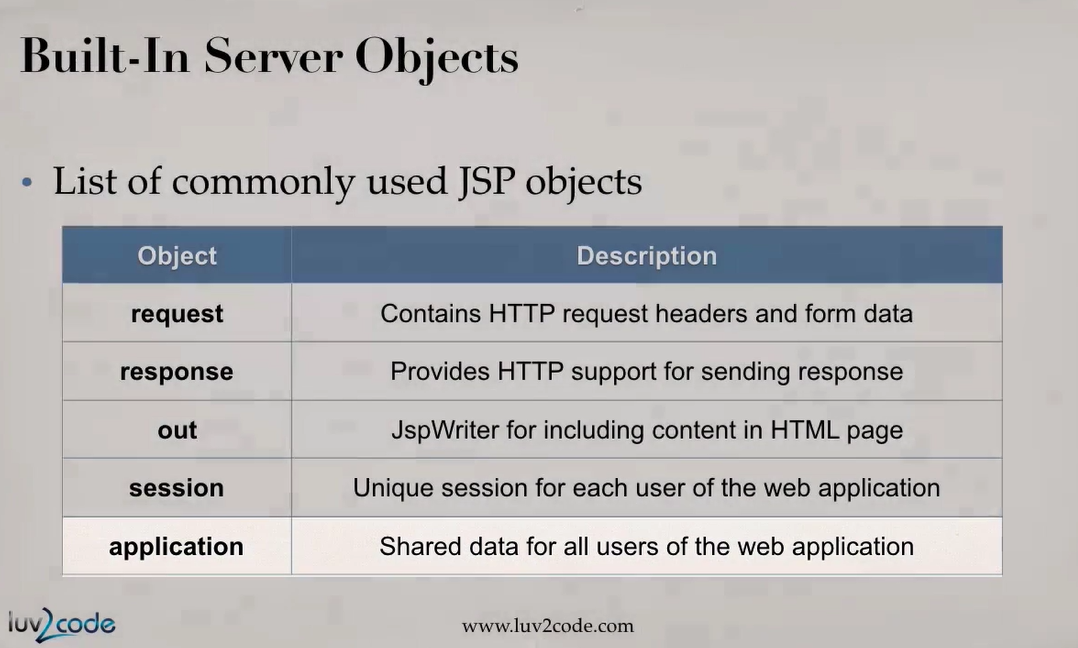 Built-In Server Objects
• List of commonly used JSP objects
Object Description
request Contains HTTP request headers and form data
response Provides HTTP support for sending response
out JspWriter for including content in HTML page
session Unique session for each user of the web application
application Shared data for all users of the web application
luv2code www.luv2code.com